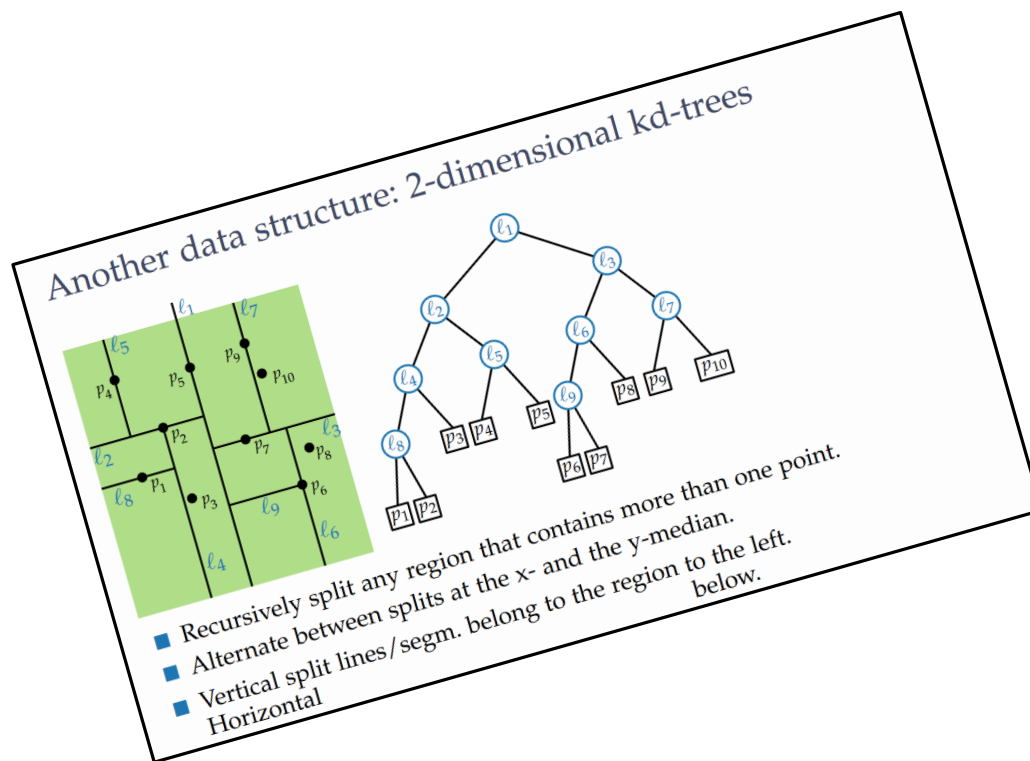 Another data structure: 2-dimensional kd-trees
ℓ1
ℓ7
ℓ5
p9
p10
p5
p4
p2
p7
ℓ3
p8
ℓ2
p1
p6
ℓ8
p3
ℓ9
ℓ6
ℓ4
ℓ1
ℓ3
ℓ2
ℓ7
ℓ6
ℓ5
ℓ4
p10
p9
p8
ℓ9
p5
p4
p3
ℓ8
p6 p7
p1 p2
Recursively split any region that contains more than one point.
Alternate between splits at the x- and the y-median.
Vertical split lines/segm. belong to the region to the left.
Horizontal below.